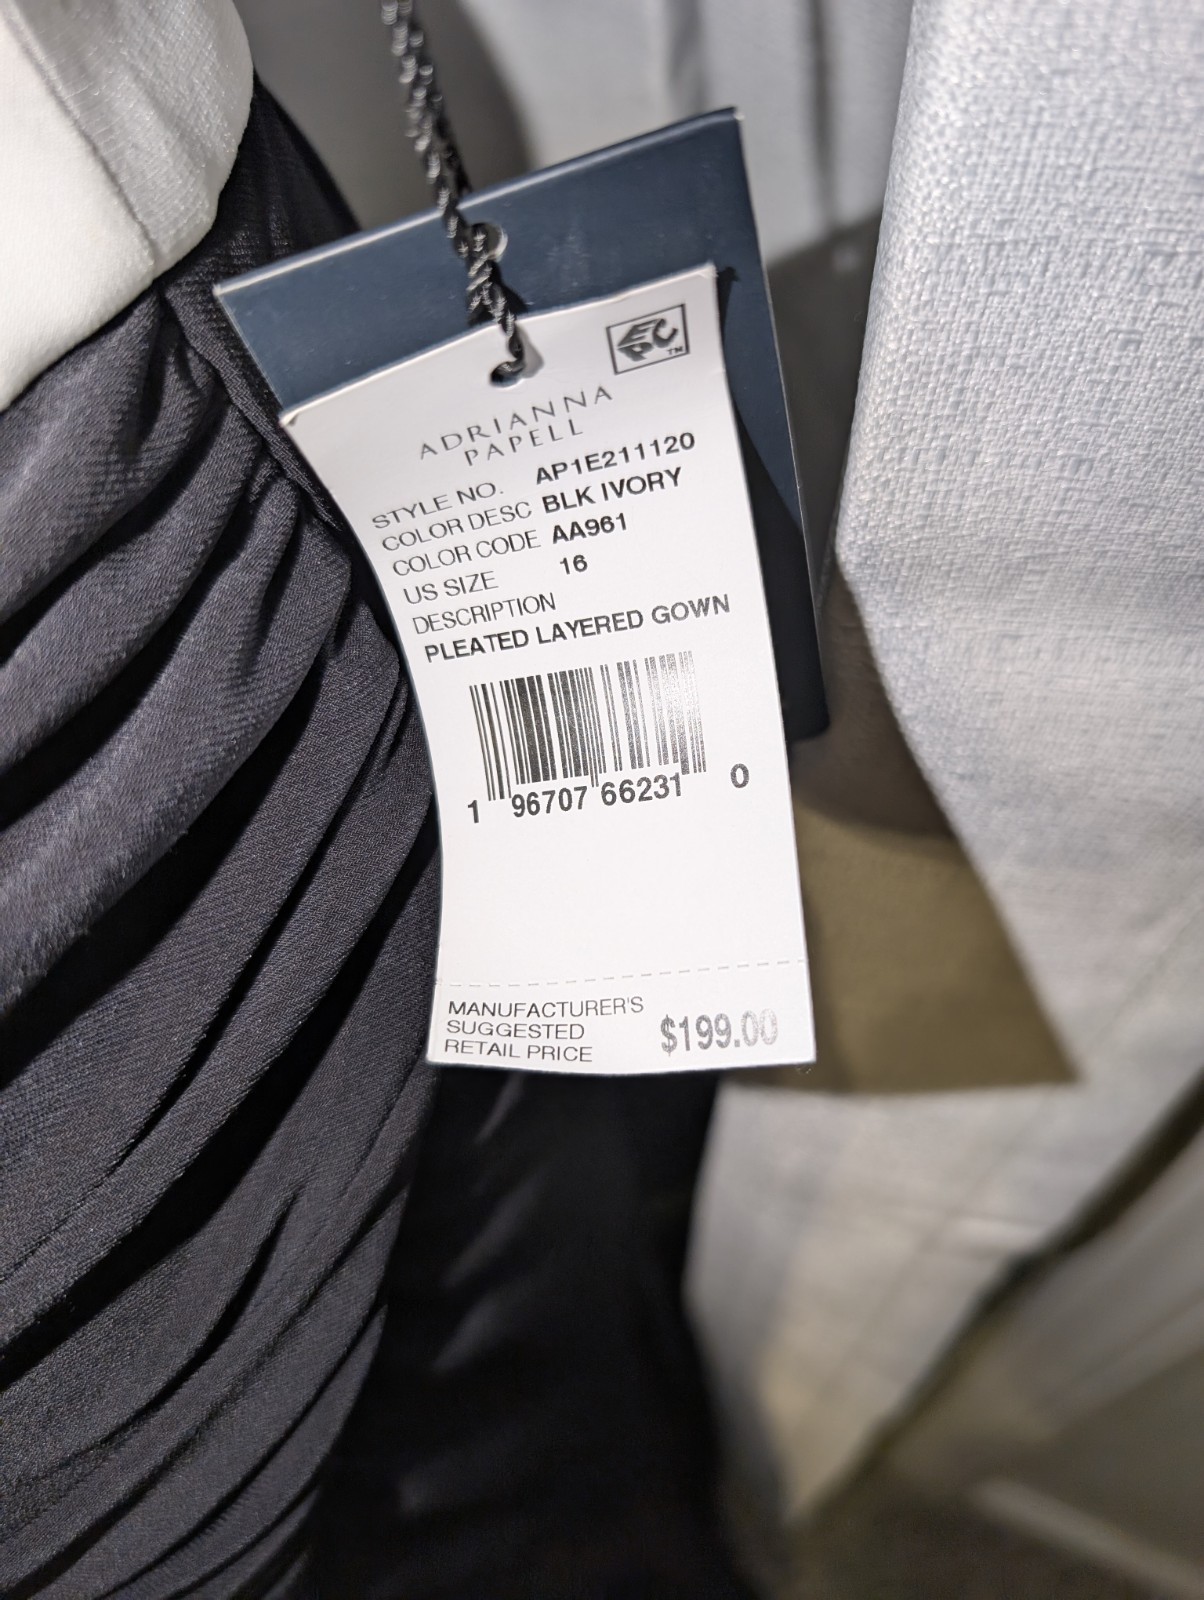 EPC™
ADRIANNA
PAPELL
STYLE NO. AP1E211120
COLOR DESC BLK IVORY
COLOR CODE AA961
US SIZE 16
DESCRIPTION
PLEATED LAYERED GOWN
1 96707 66231 0
MANUFACTURER'S
SUGGESTED
RETAIL PRICE $199.00